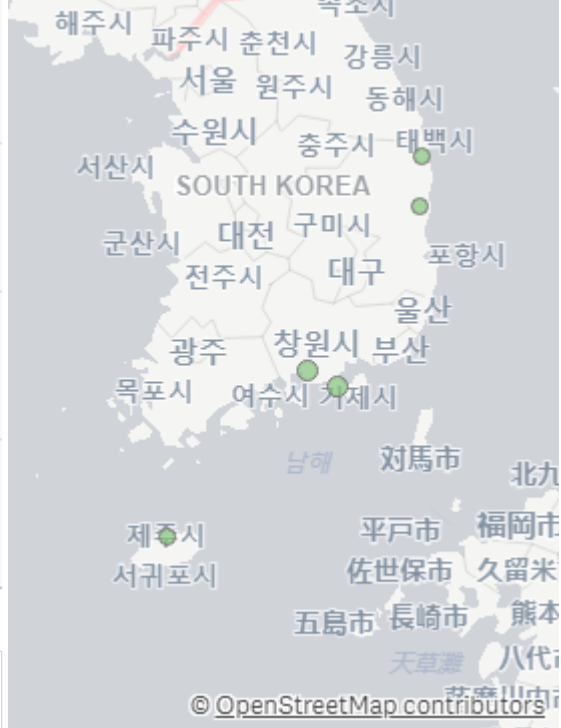 속초시
해주시
파주시 춘천시
강릉시
서울
원주시
동해시
수원시
충주시
태백시
서산시
SOUTH KOREA
구미시
대전
군산시
포항시
대구
전주시
울산
창원시
부산
광주
목포시
여수시
거제시
남해
対馬市
北九
福岡市
平戸市
제주시
佐世保市
久留米
서귀포시
熊本
長崎市
五島市
八代市
天草灘
© OpenStreetMap contributors